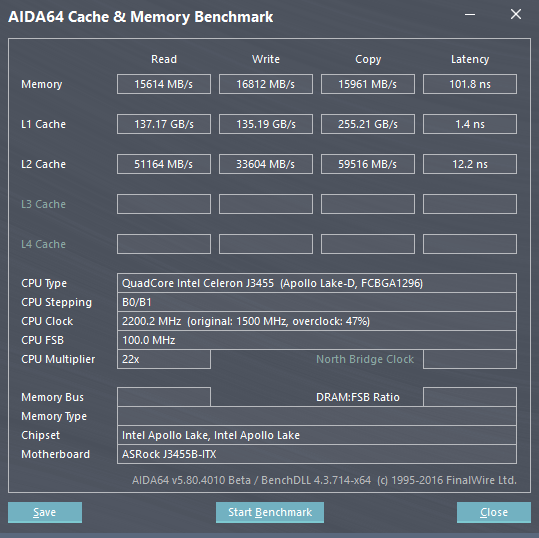 AIDA64 Cache & Memory Benchmark
Read Write Copy Latency
Memory 15614 MB/s 16812 MB/s 15961 MB/s 101.8 ns
L1 Cache 137.17 GB/s 135.19 GB/s 255.21 GB/s 1.4 ns
L2 Cache 51164 MB/s 33604 MB/s 59516 MB/s 12.2 ns
L3 Cache
L4 Cache
CPU Type QuadCore Intel Celeron J3455 (Apollo Lake-D, FCBGA1296)
CPU Stepping B0/B1
CPU Clock 2200.2 MHz (original: 1500 MHz, overclock: 47%)
CPU FSB 100.0 MHz
CPU Multiplier 22x North Bridge Clock
Memory Bus DRAM:FSB Ratio
Memory Type
Chipset Intel Apollo Lake, Intel Apollo Lake
Motherboard ASRock J3455B-ITX
AIDA64 v5.80.4010 Beta / BenchDLL 4.3.714-x64 (c) 1995-2016 FinalWire Ltd.
Save Start Benchmark Close